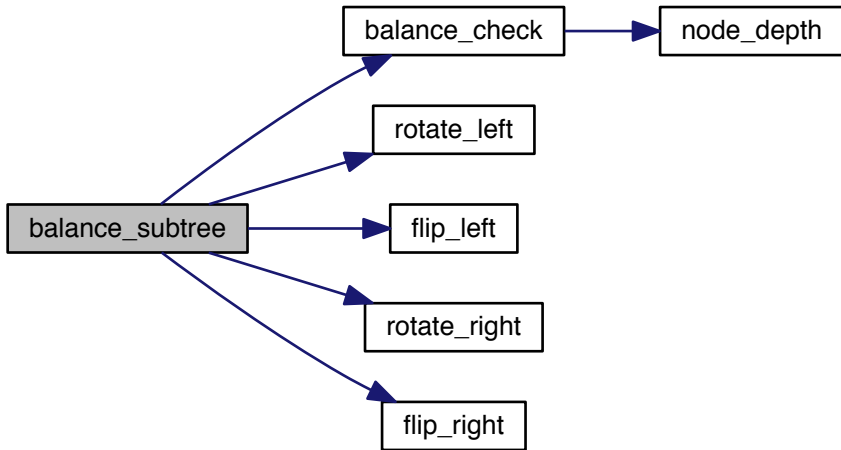 balance_check
node_depth
rotate_left
balance_subtree
flip_left
rotate_right
flip_right